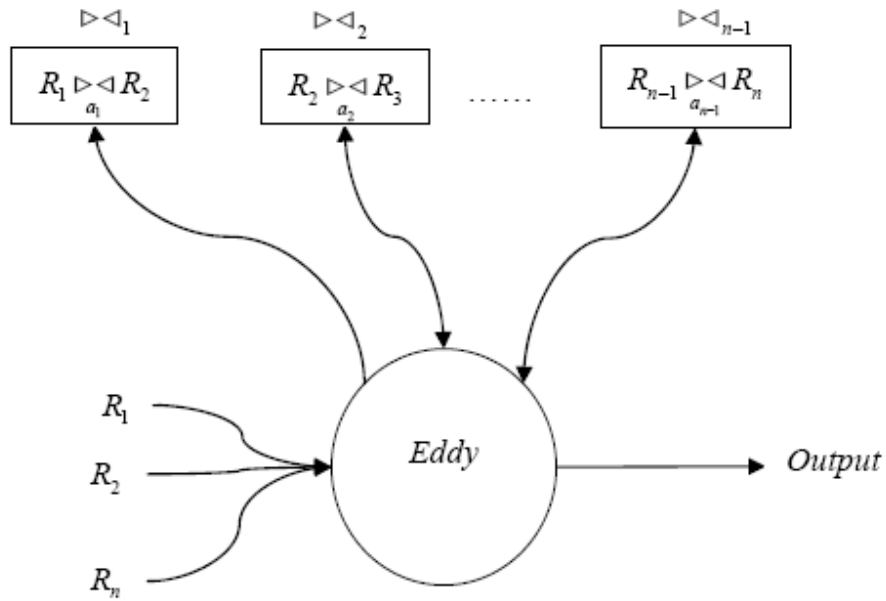 ▷◁₁ ▷◁₂ ▷◁ₙ₋₁
R₁ ▷◁ R₂ R₂ ▷◁ R₃ ...... Rₙ₋₁ ▷◁ Rₙ
a₁ a₂ aₙ₋₁
R₁
Eddy
Output
R₂
Rₙ